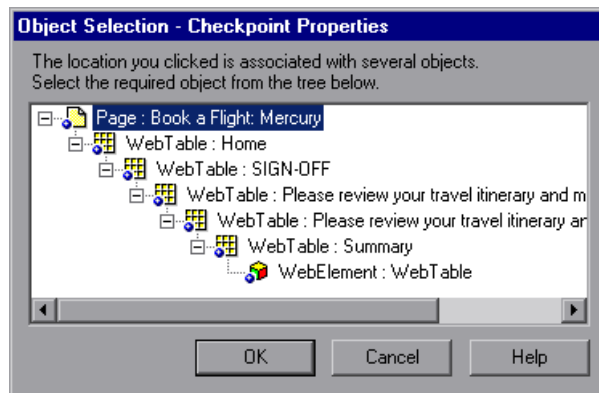 Object Selection - Checkpoint Properties
The location you clicked is associated with several objects.
Select the required object from the tree below.
Page : Book a Flight: Mercury
WebTable : Home
WebTable : SIGN-OFF
WebTable : Please review your travel itinerary and m
WebTable : Please review your travel itinerary ar
WebTable : Summary
WebElement : WebTable
OK Cancel Help